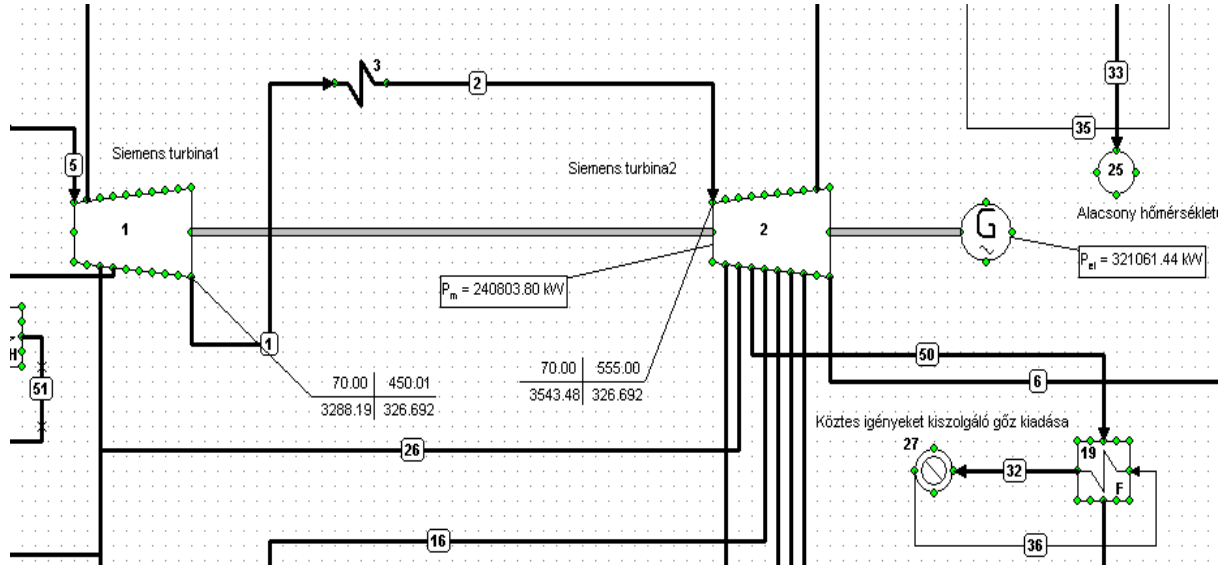 3
2
33
35
5
Siemens turbina1
Siemens turbina2
25
1
2
G
~
Alacsony hőmérsékletű
P_m = 240803.80 kW
P_el = 321061.44 kW
1
H
51
50
6
70.00 450.01
3288.19 326.692
70.00 555.00
3543.48 326.692
Köztes igényeket kiszolgáló gőz kiadása
26
27
32
19
F
16
36